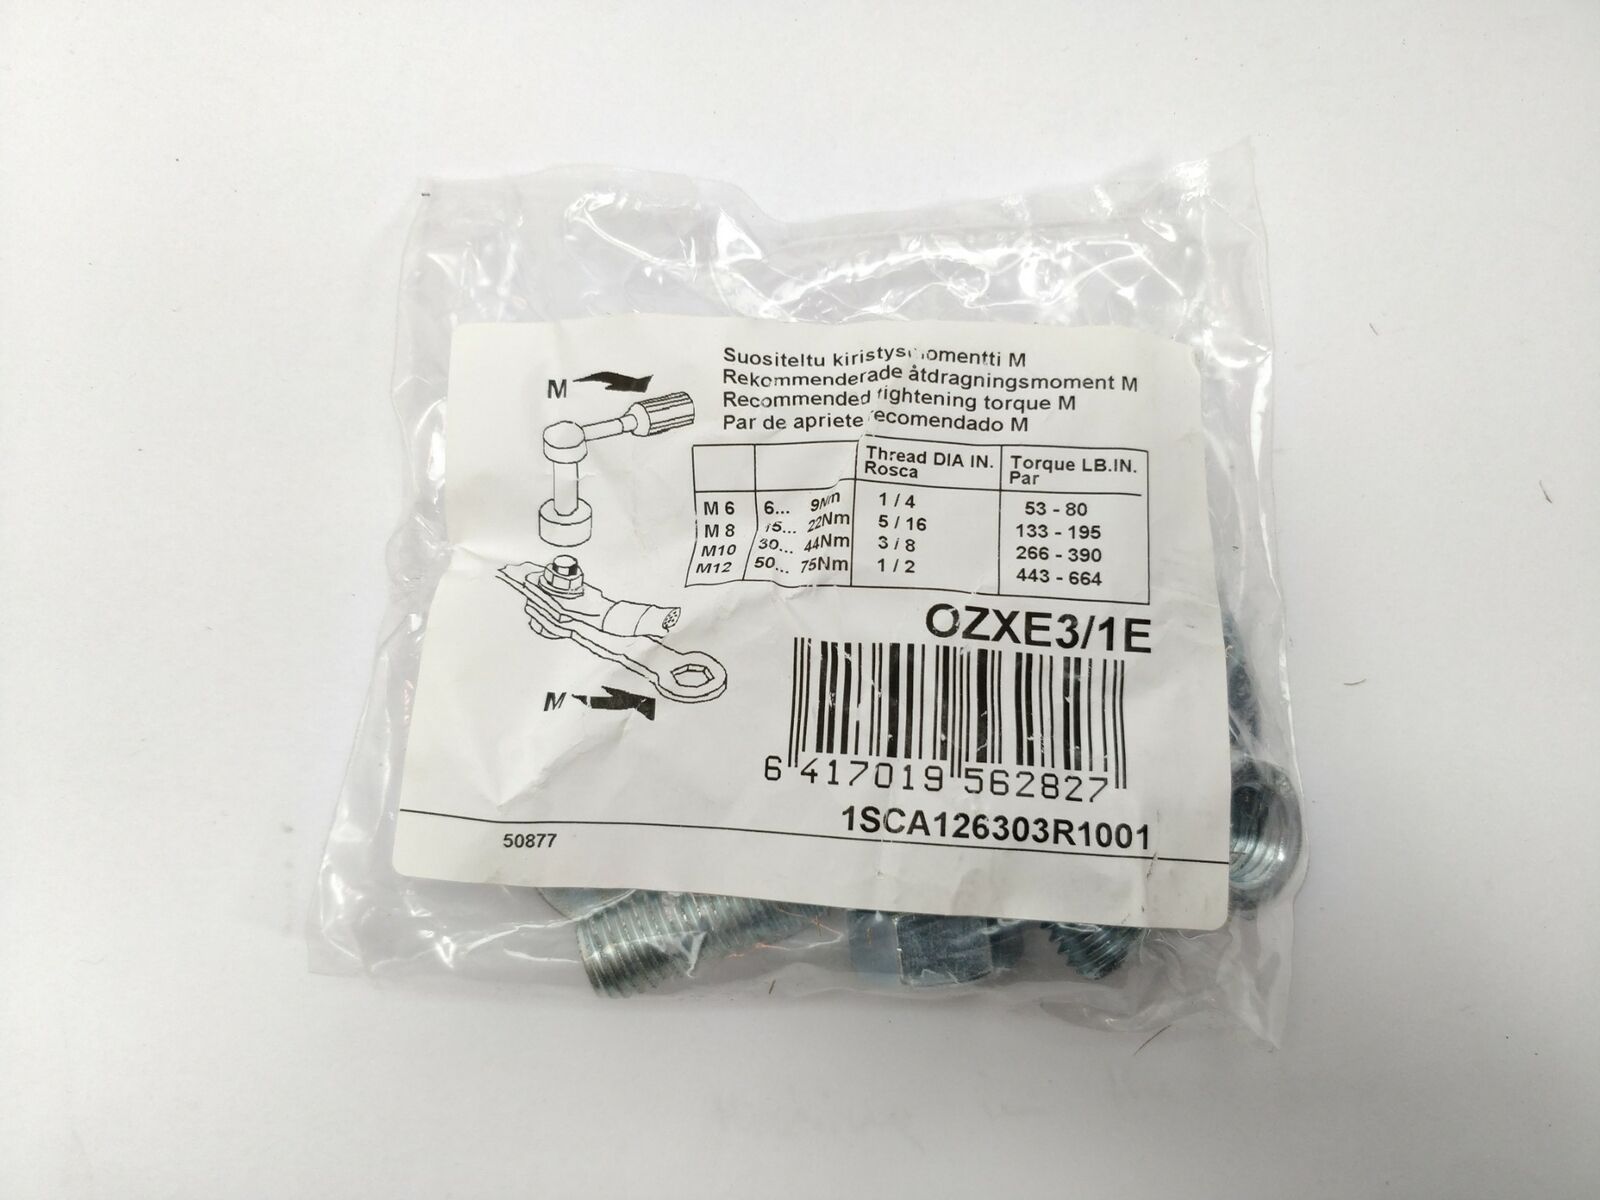 Suositeltu kiristysmomentti M
Rekommenderade åtdragningsmoment M
Recommended tightening torque M
Par de apriete recomendado M
M
Thread DIA IN. Torque LB.IN.
Rosca Par
M 6 6... 9Nm 1 / 4 53 - 80
M 8 15... 22Nm 5 / 16 133 - 195
M10 30... 44Nm 3 / 8 266 - 390
M12 50... 75Nm 1 / 2 443 - 664
OZXE3/1E
M
6 417019 562827
1SCA126303R1001
50877